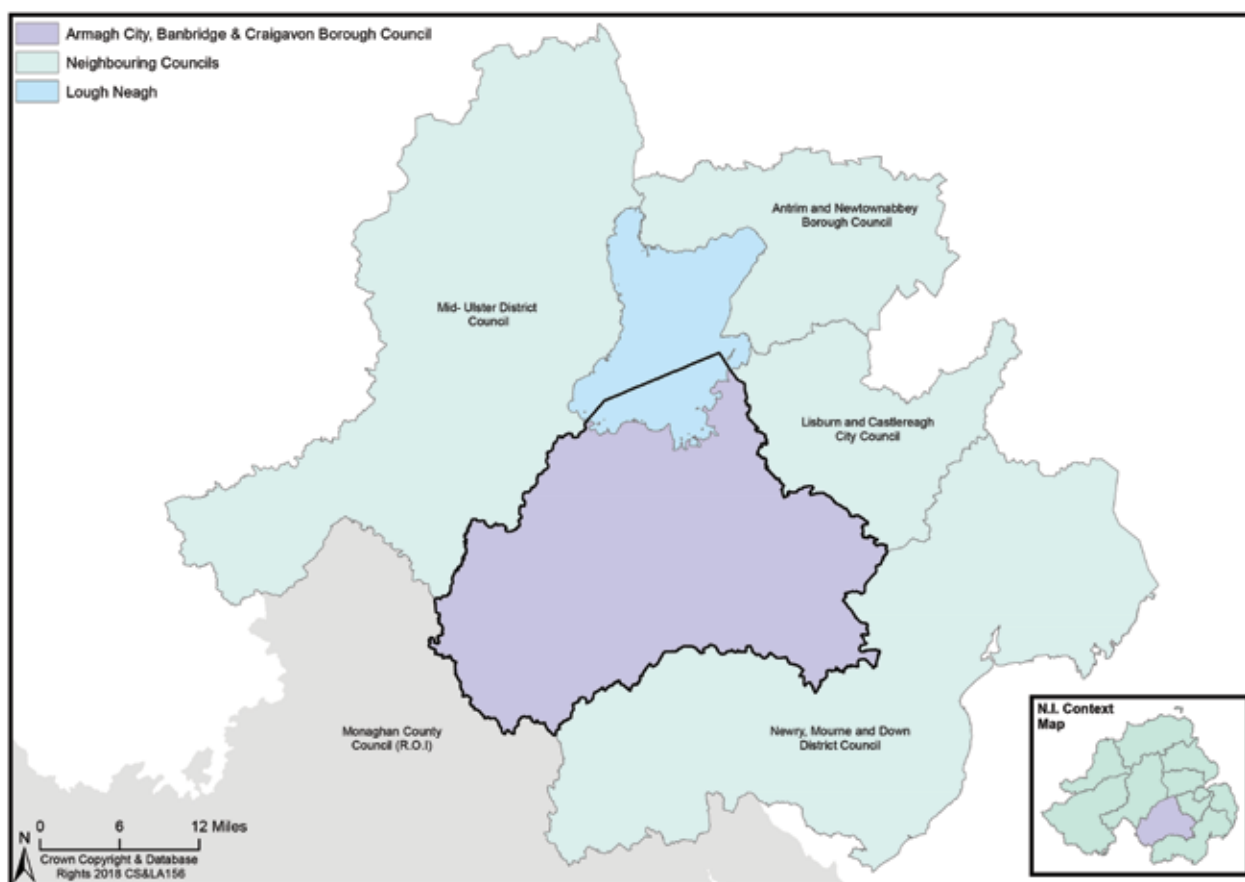 Armagh City, Banbridge & Craigavon Borough Council
Neighbouring Councils
Lough Neagh
Antrim and Newtownabbey
Borough Council
Mid- Ulster District
Council
Lisburn and Castlereagh
City Council
Monaghan County
Council (R.O.I)
Newry, Mourne and Down
District Council
N.I. Context
Map
0 6 12 Miles
N
Crown Copyright & Database
Rights 2018 CS&LA156